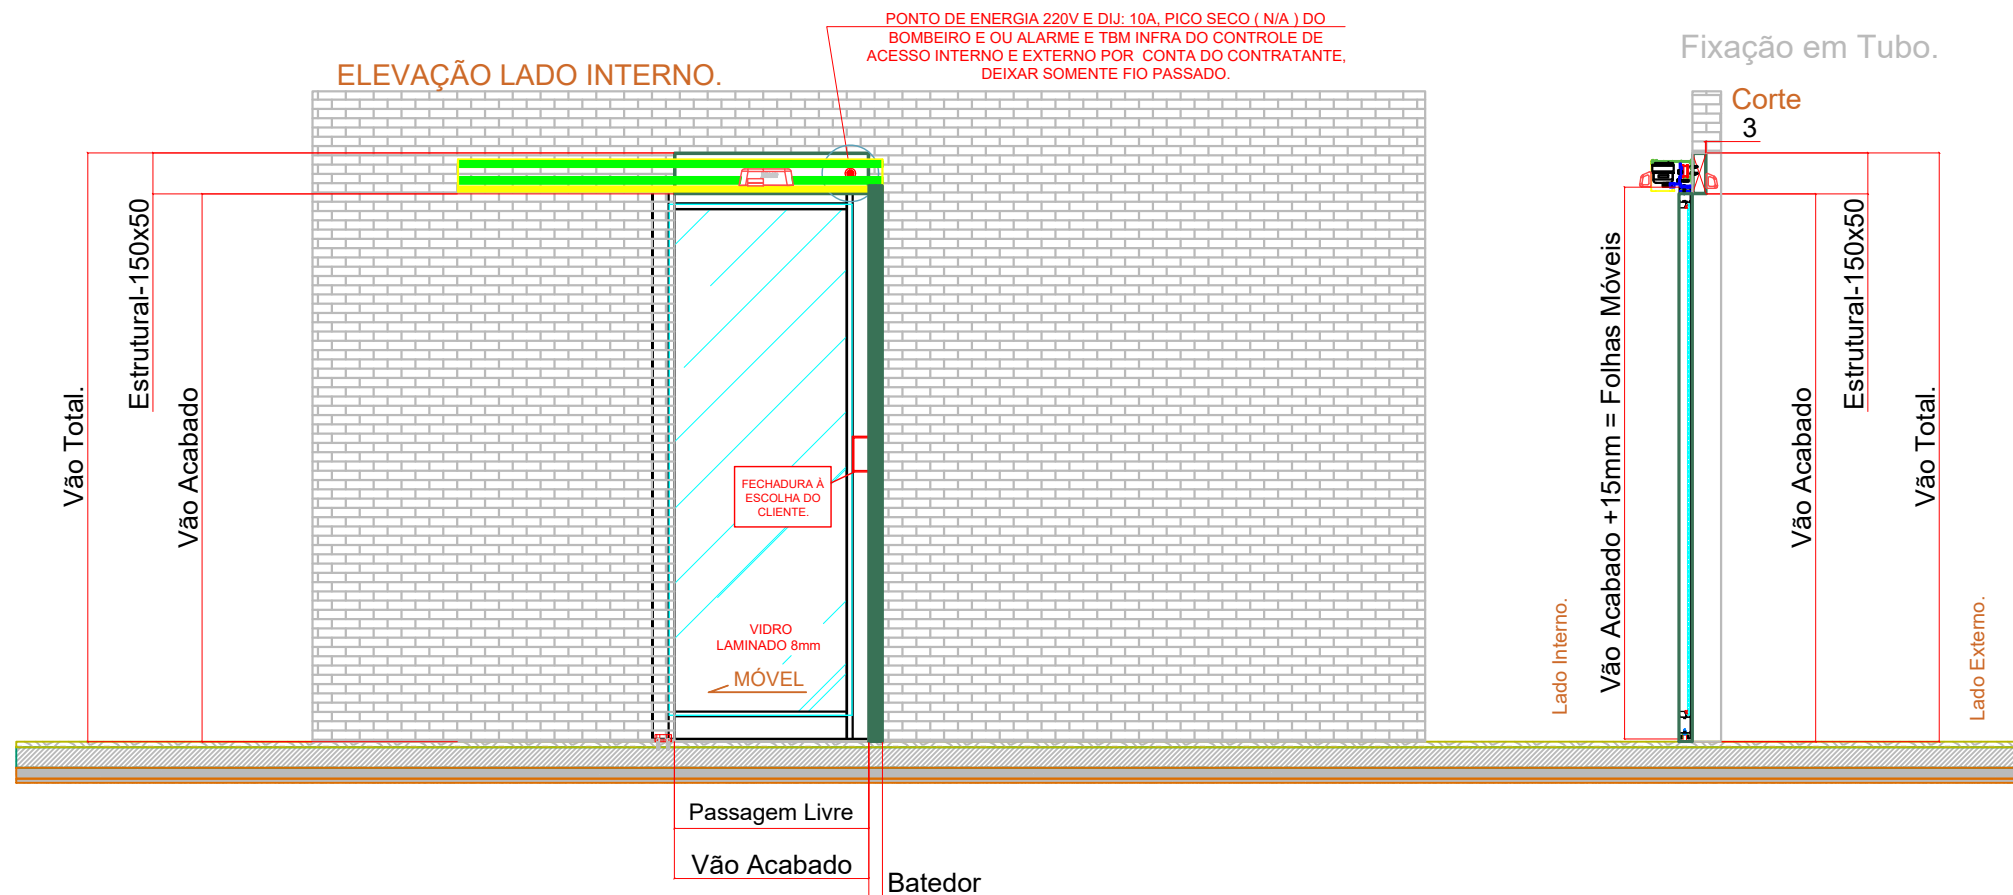 PONTO DE ENERGIA 220V E DIJ: 10A, PICO SECO ( N/A ) DO
BOMBEIRO E OU ALARME E TBM INFRA DO CONTROLE DE
ACESSO INTERNO E EXTERNO POR CONTA DO CONTRATANTE,
DEIXAR SOMENTE FIO PASSADO.
ELEVAÇÃO LADO INTERNO.
Fixação em Tubo.
Corte
3
Vão Total.
Estrutural-150x50
Vão Acabado
FECHADURA À
ESCOLHA DO
CLIENTE.
VIDRO
LAMINADO 8mm
MÓVEL
Passagem Livre
Vão Acabado
Batedor
Lado Interno.
Vão Acabado +15mm = Folhas Móveis
Vão Acabado
Estrutural-150x50
Vão Total.
Lado Externo.